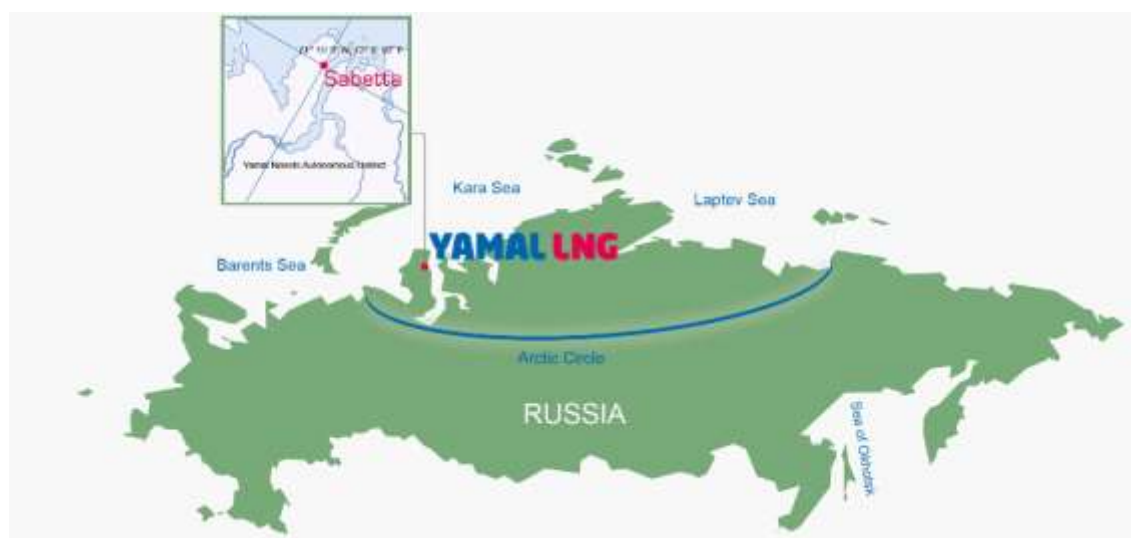 Sabetta
Kara Sea
Laptev Sea
YAMAL LNG
Barents Sea
Arctic Circle
RUSSIA
Sea of Okhotsk